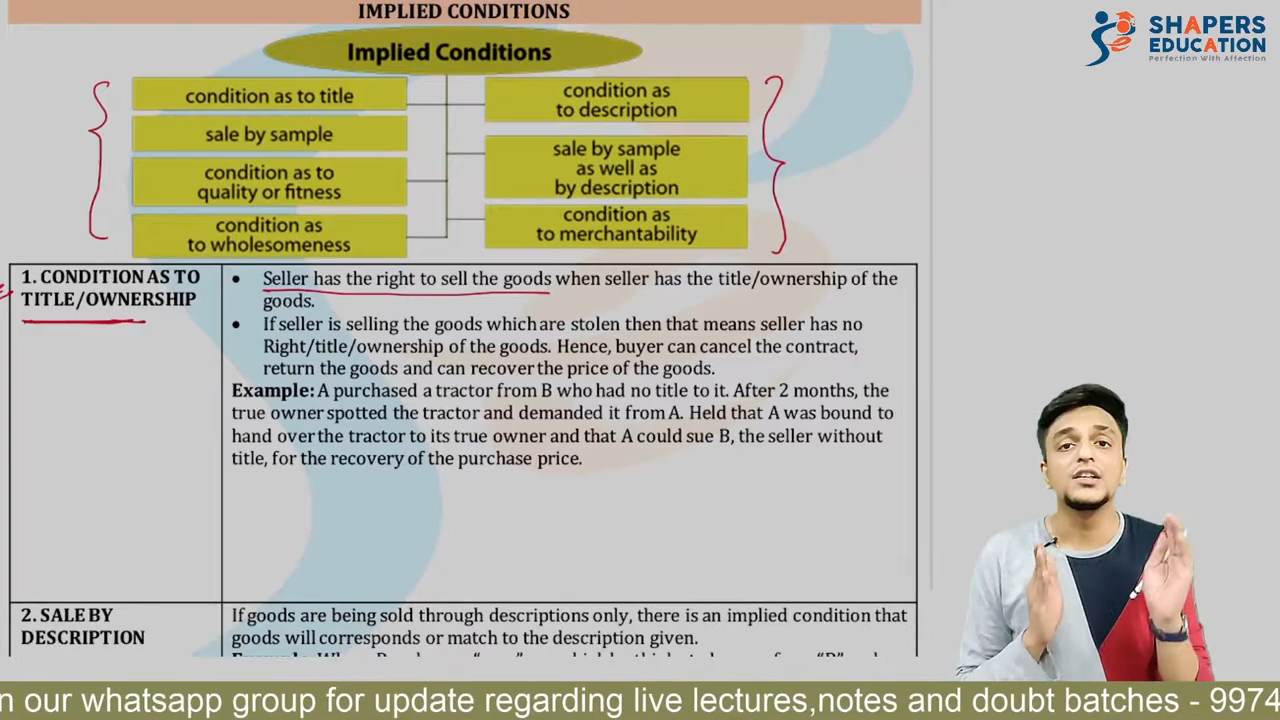 IMPLIED CONDITIONS
SHAPERS
EDUCATION
Perfection With Affection
Implied Conditions
condition as to title
sale by sample
condition as to
quality or fitness
condition as
to wholesomeness
condition as
to description
sale by sample
as well as
by description
condition as
to merchantability
1. CONDITION AS TO
TITLE/OWNERSHIP
• Seller has the right to sell the goods when seller has the title/ownership of the
goods.
• If seller is selling the goods which are stolen then that means seller has no
Right/title/ownership of the goods. Hence, buyer can cancel the contract,
return the goods and can recover the price of the goods.
Example: A purchased a tractor from B who had no title to it. After 2 months, the
true owner spotted the tractor and demanded it from A. Held that A was bound to
hand over the tractor to its true owner and that A could sue B, the seller without
title, for the recovery of the purchase price.
2. SALE BY
DESCRIPTION
If goods are being sold through descriptions only, there is an implied condition that
goods will corresponds or match to the description given.
n our whatsapp group for update regarding live lectures,notes and doubt batches - 9974